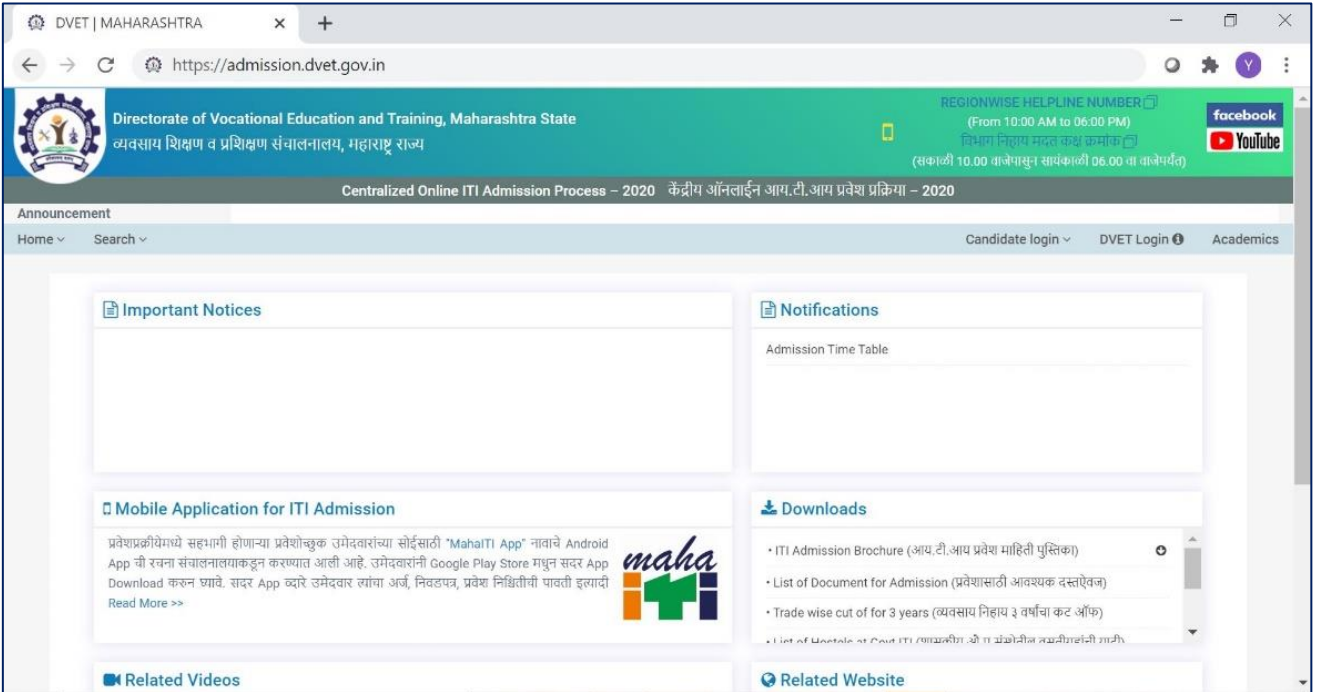 DVET | MAHARASHTRA
https://admission.dvet.gov.in
Y
Directorate of Vocational Education and Training, Maharashtra State
व्यवसाय शिक्षण व प्रशिक्षण संचालनालय, महाराष्ट्र राज्य
REGIONWISE HELPLINE NUMBER
(From 10:00 AM to 06:00 PM)
विभाग निहाय मदत कक्ष क्रमांक
(सकाळी 10.00 वाजेपासुन सायंकाळी 06.00 वा वाजेपर्यंत)
facebook
YouTube
Centralized Online ITI Admission Process – 2020 केंद्रीय ऑनलाईन आय.टी.आय प्रवेश प्रक्रिया – 2020
Announcement
Home Search Candidate login DVET Login Academics
Important Notices
Notifications
Admission Time Table
Mobile Application for ITI Admission
प्रवेशप्रक्रीयेमध्ये सहभागी होणाऱ्या प्रवेशोच्छुक उमेदवारांच्या सोईसाठी "MahaITI App" नावाचे Android
App ची रचना संचालनालयाकडून करण्यात आली आहे. उमेदवारांनी Google Play Store मधुन सदर App
Download करुन घ्यावे. सदर App व्दारे उमेदवार त्यांचा अर्ज, निवडपत्र, प्रवेश निश्चितीची पावती इत्यादी
Read More >>
maha
iti
Downloads
• ITI Admission Brochure (आय.टी.आय प्रवेश माहिती पुस्तिका)
• List of Document for Admission (प्रवेशासाठी आवश्यक दस्तऐवज)
• Trade wise cut of for 3 years (व्यवसाय निहाय ३ वर्षांचा कट ऑफ)
• List of Hostels at Govt ITI
Related Videos
Related Website